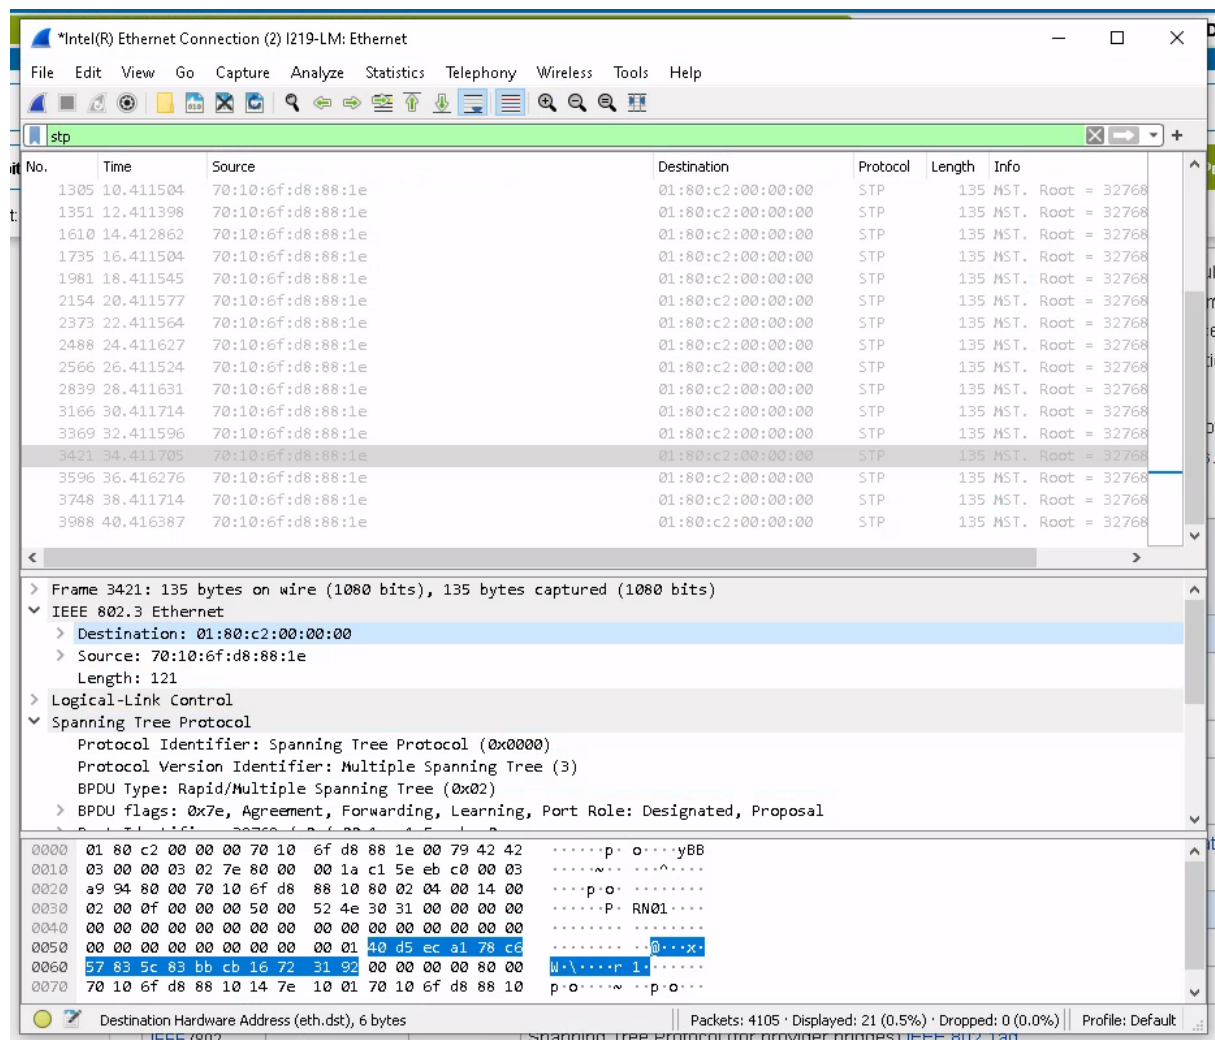 *Intel(R) Ethernet Connection (2) I219-LM: Ethernet
File Edit View Go Capture Analyze Statistics Telephony Wireless Tools Help
stp
No. Time Source Destination Protocol Length Info
1305 10.411504 70:10:6f:d8:88:1e 01:80:c2:00:00:00 STP 135 MST. Root = 32768
1351 12.411398 70:10:6f:d8:88:1e 01:80:c2:00:00:00 STP 135 MST. Root = 32768
1610 14.412862 70:10:6f:d8:88:1e 01:80:c2:00:00:00 STP 135 MST. Root = 32768
1735 16.411504 70:10:6f:d8:88:1e 01:80:c2:00:00:00 STP 135 MST. Root = 32768
1981 18.411545 70:10:6f:d8:88:1e 01:80:c2:00:00:00 STP 135 MST. Root = 32768
2154 20.411577 70:10:6f:d8:88:1e 01:80:c2:00:00:00 STP 135 MST. Root = 32768
2373 22.411564 70:10:6f:d8:88:1e 01:80:c2:00:00:00 STP 135 MST. Root = 32768
2488 24.411627 70:10:6f:d8:88:1e 01:80:c2:00:00:00 STP 135 MST. Root = 32768
2566 26.411524 70:10:6f:d8:88:1e 01:80:c2:00:00:00 STP 135 MST. Root = 32768
2839 28.411631 70:10:6f:d8:88:1e 01:80:c2:00:00:00 STP 135 MST. Root = 32768
3166 30.411714 70:10:6f:d8:88:1e 01:80:c2:00:00:00 STP 135 MST. Root = 32768
3369 32.411596 70:10:6f:d8:88:1e 01:80:c2:00:00:00 STP 135 MST. Root = 32768
3421 34.411705 70:10:6f:d8:88:1e 01:80:c2:00:00:00 STP 135 MST. Root = 32768
3596 36.416276 70:10:6f:d8:88:1e 01:80:c2:00:00:00 STP 135 MST. Root = 32768
3748 38.411714 70:10:6f:d8:88:1e 01:80:c2:00:00:00 STP 135 MST. Root = 32768
3988 40.416387 70:10:6f:d8:88:1e 01:80:c2:00:00:00 STP 135 MST. Root = 32768
Frame 3421: 135 bytes on wire (1080 bits), 135 bytes captured (1080 bits)
IEEE 802.3 Ethernet
Destination: 01:80:c2:00:00:00
Source: 70:10:6f:d8:88:1e
Length: 121
Logical-Link Control
Spanning Tree Protocol
Protocol Identifier: Spanning Tree Protocol (0x0000)
Protocol Version Identifier: Multiple Spanning Tree (3)
BPDU Type: Rapid/Multiple Spanning Tree (0x02)
BPDU flags: 0x7e, Agreement, Forwarding, Learning, Port Role: Designated, Proposal
0000 01 80 c2 00 00 00 70 10 6f d8 88 1e 00 79 42 42 ······p· o····yBB
0010 03 00 00 03 02 7e 80 00 00 1a c1 5e eb c0 00 03 ·····~·· ···^····
0020 a9 94 80 00 70 10 6f d8 88 10 80 02 04 00 14 00 ····p·o· ········
0030 02 00 0f 00 00 00 50 00 52 4e 30 31 00 00 00 00 ······P· RN01····
0040 00 00 00 00 00 00 00 00 00 00 00 00 00 00 00 00 ········ ········
0050 00 00 00 00 00 00 00 00 00 01 40 d5 ec a1 78 c6 ········ ··@···x·
0060 57 83 5c 83 bb cb 16 72 31 92 00 00 00 00 80 00 W·\····r 1·······
0070 70 10 6f d8 88 10 14 7e 10 01 70 10 6f d8 88 10 p·o····~ ··p·o···
Destination Hardware Address (eth.dst), 6 bytes Packets: 4105 · Displayed: 21 (0.5%) · Dropped: 0 (0.0%) Profile: Default